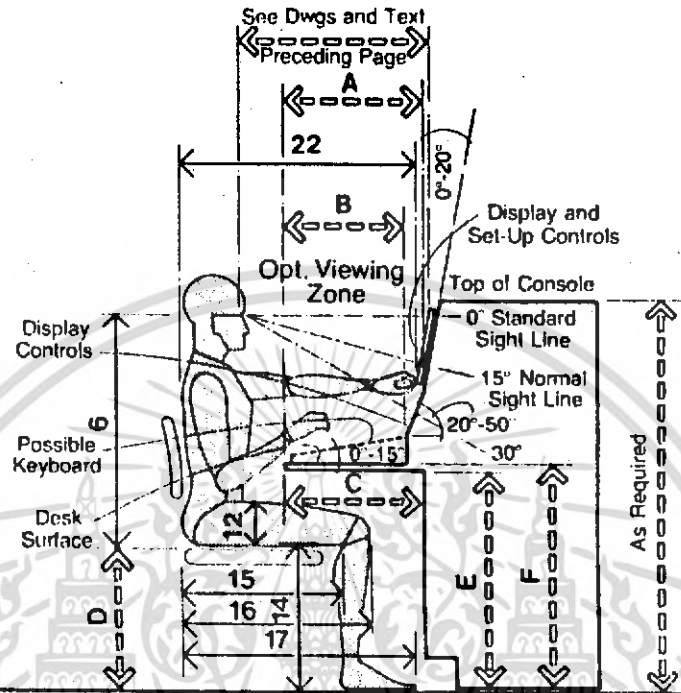 See Dwgs and Text
Preceding Page
A
22
0°-20°
B
Display and
Set-Up Controls
Opt. Viewing
Zone
Top of Console
0° Standard
Sight Line
Display
Controls
15° Normal
Sight Line
6
20°-50°
Possible
Keyboard
0°-15°
30°
As Required
Desk
Surface
C
12
E
F
D
15
16
14
17